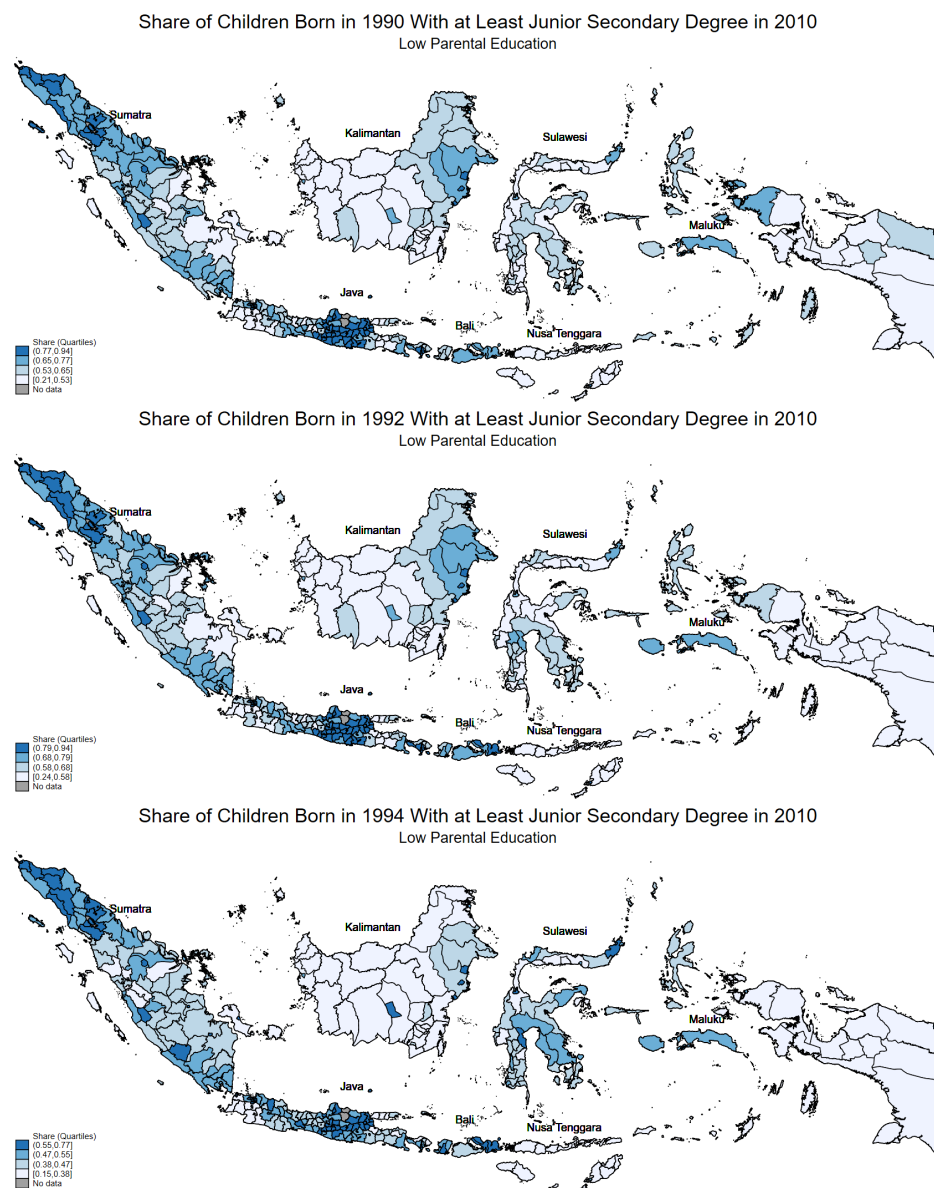 Share of Children Born in 1990 With at Least Junior Secondary Degree in 2010
Low Parental Education
Sumatra
Kalimantan
Sulawesi
Maluku
Java
Bali
Nusa Tenggara
Share (Quartiles)
(0.77,0.94]
(0.65,0.77]
(0.53,0.65]
[0.21,0.53]
No data
Share of Children Born in 1992 With at Least Junior Secondary Degree in 2010
Low Parental Education
Sumatra
Kalimantan
Sulawesi
Maluku
Java
Bali
Nusa Tenggara
Share (Quartiles)
(0.79,0.94]
(0.68,0.79]
(0.58,0.68]
[0.24,0.58]
No data
Share of Children Born in 1994 With at Least Junior Secondary Degree in 2010
Low Parental Education
Sumatra
Kalimantan
Sulawesi
Maluku
Java
Bali
Nusa Tenggara
Share (Quartiles)
(0.55,0.77]
(0.47,0.55]
(0.38,0.47]
[0.15,0.38]
No data